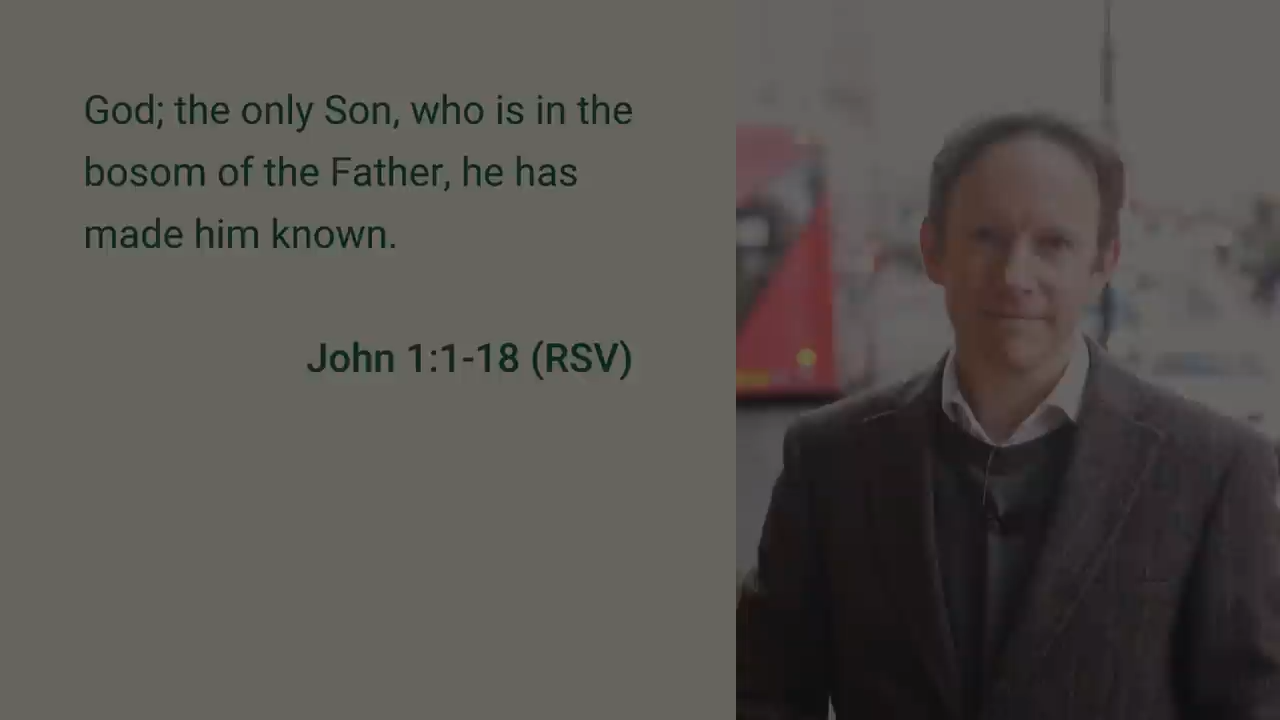 God; the only Son, who is in the
bosom of the Father, he has
made him known.
John 1:1-18 (RSV)